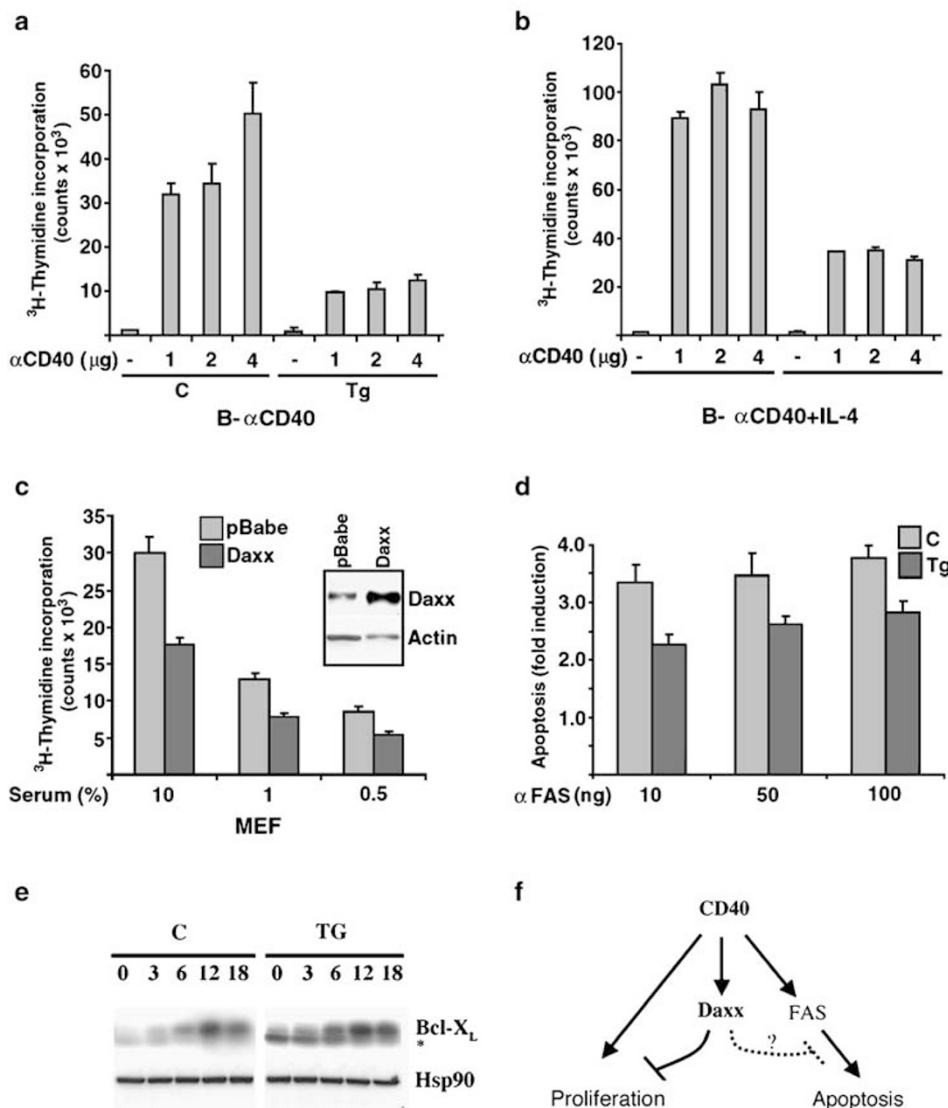 a
³H-Thymidine incorporation
(counts x 10³)
60
50
40
30
20
10
αCD40 (μg)
- 1 2 4 - 1 2 4
C Tg
B- αCD40
b
³H-Thymidine incorporation
(counts x 10³)
120
100
80
60
40
20
αCD40 (μg)
- 1 2 4 - 1 2 4
B- αCD40+IL-4
c
³H-Thymidine incorporation
(counts x 10³)
35
30
25
20
15
10
5
pBabe
Daxx
pBabe
Daxx
Daxx
Actin
Serum (%)
10 1 0.5
MEF
d
Apoptosis (fold induction)
4.0
3.0
2.0
1.0
C
Tg
α FAS (ng)
10 50 100
e
C TG
0 3 6 12 18 0 3 6 12 18
Bcl-X_L
*
Hsp90
f
CD40
Daxx FAS
?
Proliferation Apoptosis